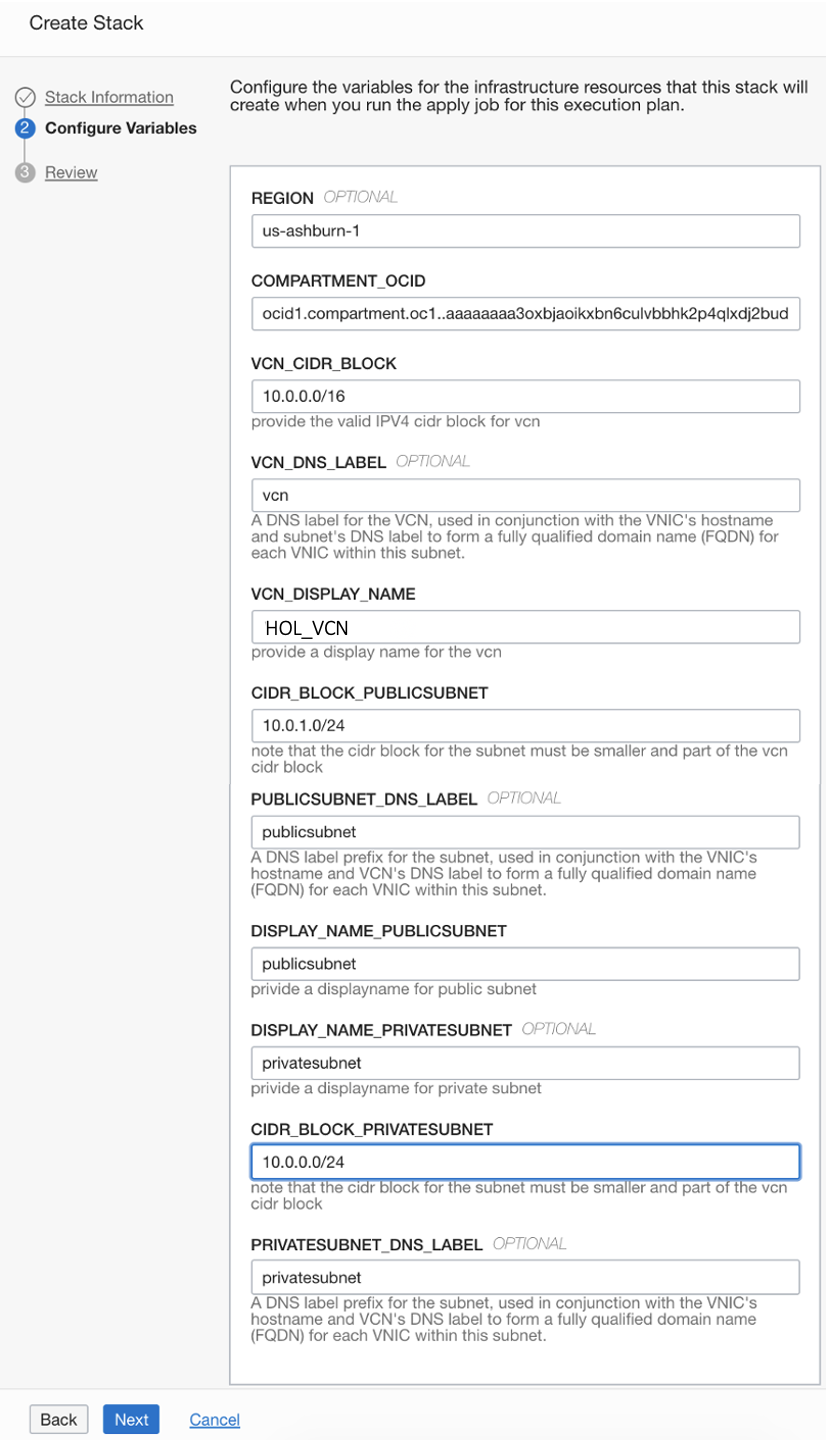 Create Stack
Stack Information
2 Configure Variables
3 Review
Configure the variables for the infrastructure resources that this stack will
create when you run the apply job for this execution plan.
REGION OPTIONAL
us-ashburn-1
COMPARTMENT_OCID
ocid1.compartment.oc1..aaaaaaaa3oxbjaoikxbn6culvbbhk2p4qlxdj2bud
VCN_CIDR_BLOCK
10.0.0.0/16
provide the valid IPV4 cidr block for vcn
VCN_DNS_LABEL OPTIONAL
vcn
A DNS label for the VCN, used in conjunction with the VNIC's hostname
and subnet's DNS label to form a fully qualified domain name (FQDN) for
each VNIC within this subnet.
VCN_DISPLAY_NAME
HOL_VCN
provide a display name for the vcn
CIDR_BLOCK_PUBLICSUBNET
10.0.1.0/24
note that the cidr block for the subnet must be smaller and part of the vcn
cidr block
PUBLICSUBNET_DNS_LABEL OPTIONAL
publicsubnet
A DNS label prefix for the subnet, used in conjunction with the VNIC's
hostname and VCN's DNS label to form a fully qualified domain name
(FQDN) for each VNIC within this subnet.
DISPLAY_NAME_PUBLICSUBNET
publicsubnet
privide a displayname for public subnet
DISPLAY_NAME_PRIVATESUBNET OPTIONAL
privatesubnet
privide a displayname for private subnet
CIDR_BLOCK_PRIVATESUBNET
10.0.0.0/24
note that the cidr block for the subnet must be smaller and part of the vcn
cidr block
PRIVATESUBNET_DNS_LABEL OPTIONAL
privatesubnet
A DNS label prefix for the subnet, used in conjunction with the VNIC's
hostname and VCN's DNS label to form a fully qualified domain name
(FQDN) for each VNIC within this subnet.
Back Next Cancel